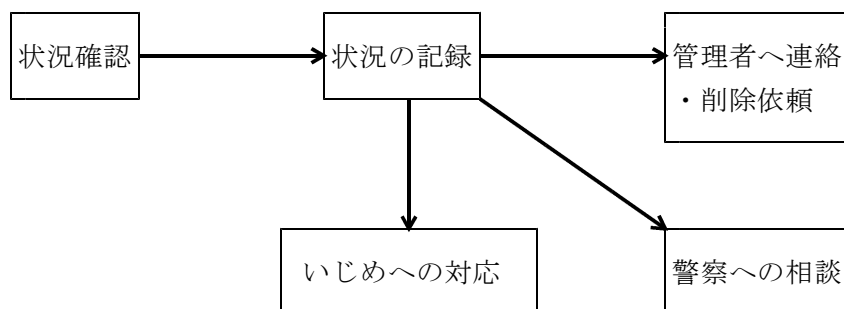 状況確認
状況の記録
管理者へ連絡
・削除依頼
いじめへの対応
警察への相談